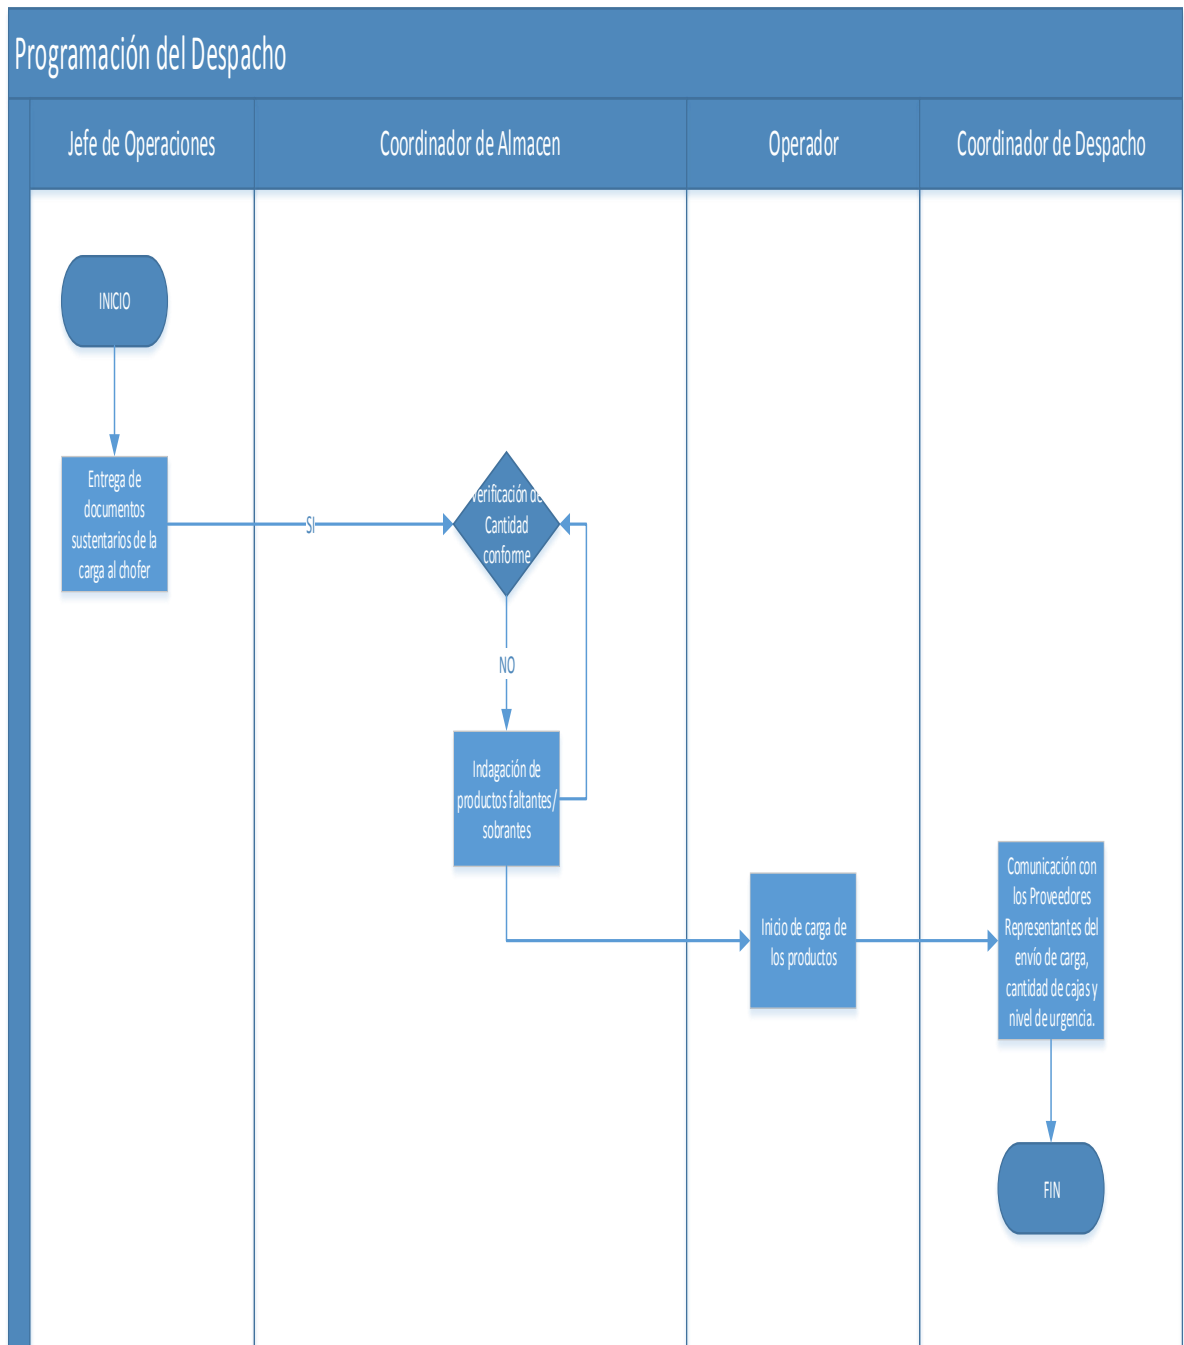 Programación del Despacho
Jefe de Operaciones
Coordinador de Almacen
Operador
Coordinador de Despacho
INICIO
Entrega de
documentos
sustentarios de la
carga al chofer
SI
Verificación de
Cantidad
conforme
NO
Indagación de
productos faltantes/
sobrantes
Inicio de carga de
los productos
Comunicación con
los Proveedores
Representantes del
envío de carga,
cantidad de cajas y
nivel de urgencia.
FIN